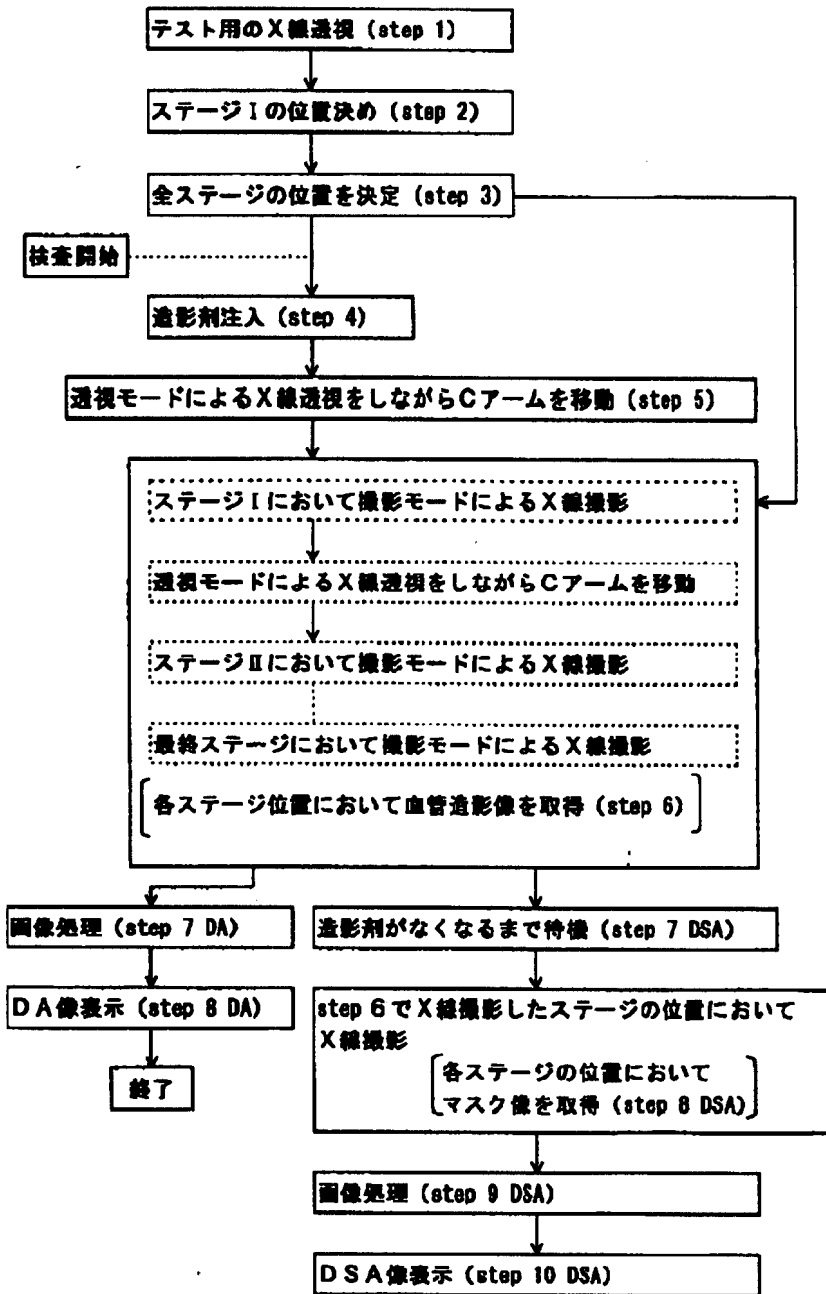 テスト用のX線透視 (step 1)
ステージIの位置決め (step 2)
全ステージの位置を決定 (step 3)
検査開始
造影剤注入 (step 4)
透視モードによるX線透視をしながらCアームを移動 (step 5)
ステージIにおいて撮影モードによるX線撮影
透視モードによるX線透視をしながらCアームを移動
ステージIIにおいて撮影モードによるX線撮影
最終ステージにおいて撮影モードによるX線撮影
各ステージ位置において血管造影像を取得 (step 6)
画像処理 (step 7 DA)
造影剤がなくなるまで待機 (step 7 DSA)
DA像表示 (step 8 DA)
step 6でX線撮影したステージの位置において
X線撮影
終了
各ステージの位置において
マスク像を取得 (step 8 DSA)
画像処理 (step 9 DSA)
DSA像表示 (step 10 DSA)